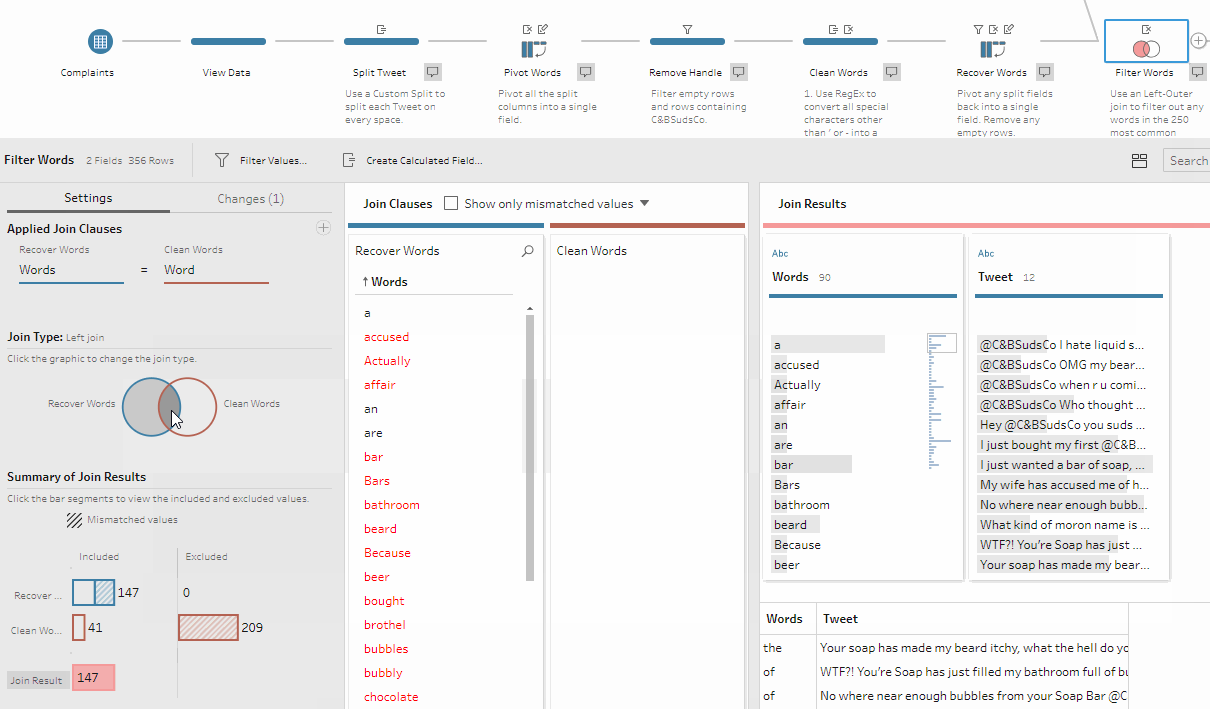 Complaints
View Data
Split Tweet
Pivot Words
Remove Handle
Clean Words
Recover Words
Filter Words
Use a Custom Split to
split each Tweet on
every space.
Pivot all the split
columns into a single
field.
Filter empty rows
and rows containing
C&BSudsCo.
1. Use RegEx to
convert all special
characters other
than ' or - into a
Pivot any split fields
back into a single
field. Remove any
empty rows.
Use an Left-Outer
join to filter out any
words in the 250
most common
Filter Words 2 Fields 356 Rows
Filter Values...
Create Calculated Field...
Search
Settings
Changes (1)
Applied Join Clauses
Recover Words Clean Words
Words = Word
Join Type: Left join
Click the graphic to change the join type.
Recover Words
Clean Words
Summary of Join Results
Click the bar segments to view the included and excluded values.
Mismatched values
Included Excluded
Recover ... 147 0
Clean Wo... 41 209
Join Result 147
Join Clauses Show only mismatched values
Recover Words
Clean Words
↑ Words
a
accused
Actually
affair
an
are
bar
Bars
bathroom
beard
Because
beer
bought
brothel
bubbles
bubbly
chocolate
Join Results
Abc
Words 90
a
accused
Actually
affair
an
are
bar
Bars
bathroom
beard
Because
beer
Abc
Tweet 12
@C&BSudsCo I hate liquid s...
@C&BSudsCo OMG my bear...
@C&BSudsCo when r u comi...
@C&BSudsCo Who thought ...
Hey @C&BSudsCo you suds ...
I just bought my first @C&B...
I just wanted a bar of soap, ...
My wife has accused me of h...
No where near enough bubb...
What kind of moron name is ...
WTF?! You're Soap has just ...
Your soap has made my bear...
Words Tweet
the Your soap has made my beard itchy, what the hell do yo
of WTF?! You're Soap has just filled my bathroom full of bu
of No where near enough bubbles from your Soap Bar @C